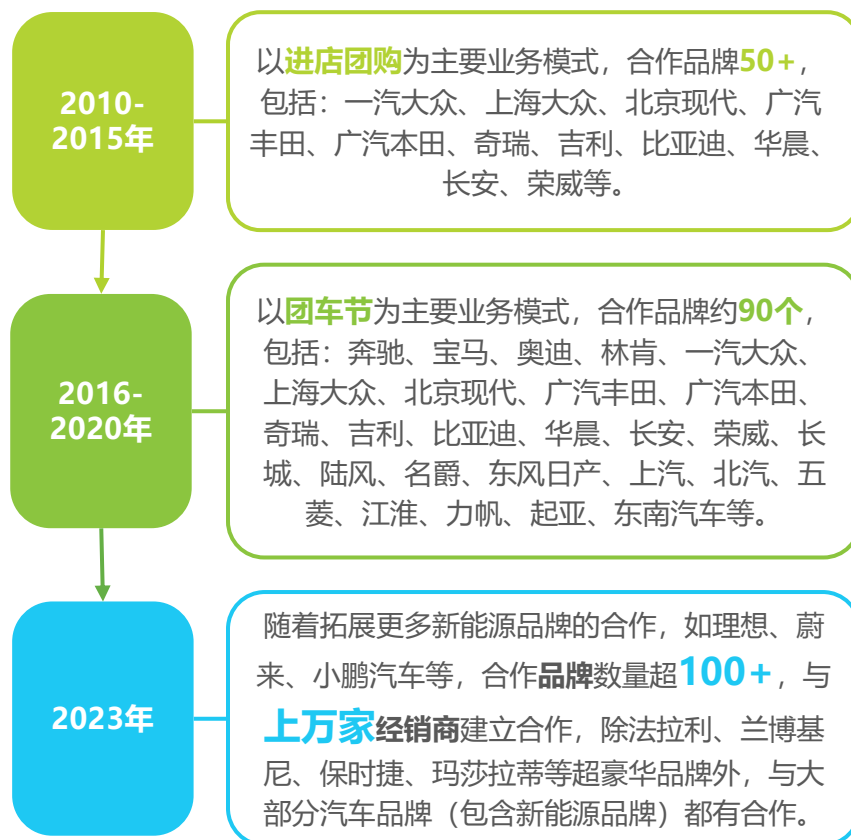 2010-
2015年
以进店团购为主要业务模式，合作品牌50+，
包括：一汽大众、上海大众、北京现代、广汽
丰田、广汽本田、奇瑞、吉利、比亚迪、华晨、
长安、荣威等。
2016-
2020年
以团车节为主要业务模式，合作品牌约90个，
包括：奔驰、宝马、奥迪、林肯、一汽大众、
上海大众、北京现代、广汽丰田、广汽本田、
奇瑞、吉利、比亚迪、华晨、长安、荣威、长
城、陆风、名爵、东风日产、上汽、北汽、五
菱、江淮、力帆、起亚、东南汽车等。
2023年
随着拓展更多新能源品牌的合作，如理想、蔚
来、小鹏汽车等，合作品牌数量超100+，与
上万家经销商建立合作，除法拉利、兰博基
尼、保时捷、玛莎拉蒂等超豪华品牌外，与大
部分汽车品牌（包含新能源品牌）都有合作。